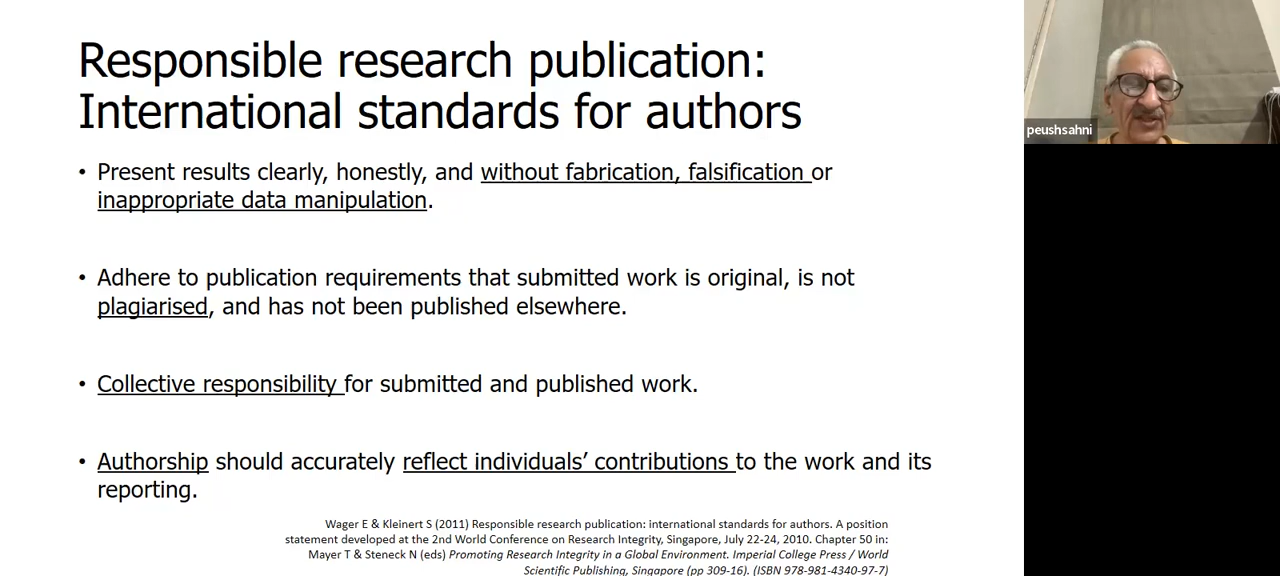 Responsible research publication:
International standards for authors
• Present results clearly, honestly, and without fabrication, falsification or
inappropriate data manipulation.
• Adhere to publication requirements that submitted work is original, is not
plagiarised, and has not been published elsewhere.
• Collective responsibility for submitted and published work.
• Authorship should accurately reflect individuals’ contributions to the work and its
reporting.
Wager E & Kleinert S (2011) Responsible research publication: international standards for authors. A position
statement developed at the 2nd World Conference on Research Integrity, Singapore, July 22-24, 2010. Chapter 50 in:
Mayer T & Steneck N (eds) Promoting Research Integrity in a Global Environment. Imperial College Press / World
Scientific Publishing, Singapore (pp 309-16). (ISBN 978-981-4340-97-7)
peushsahni